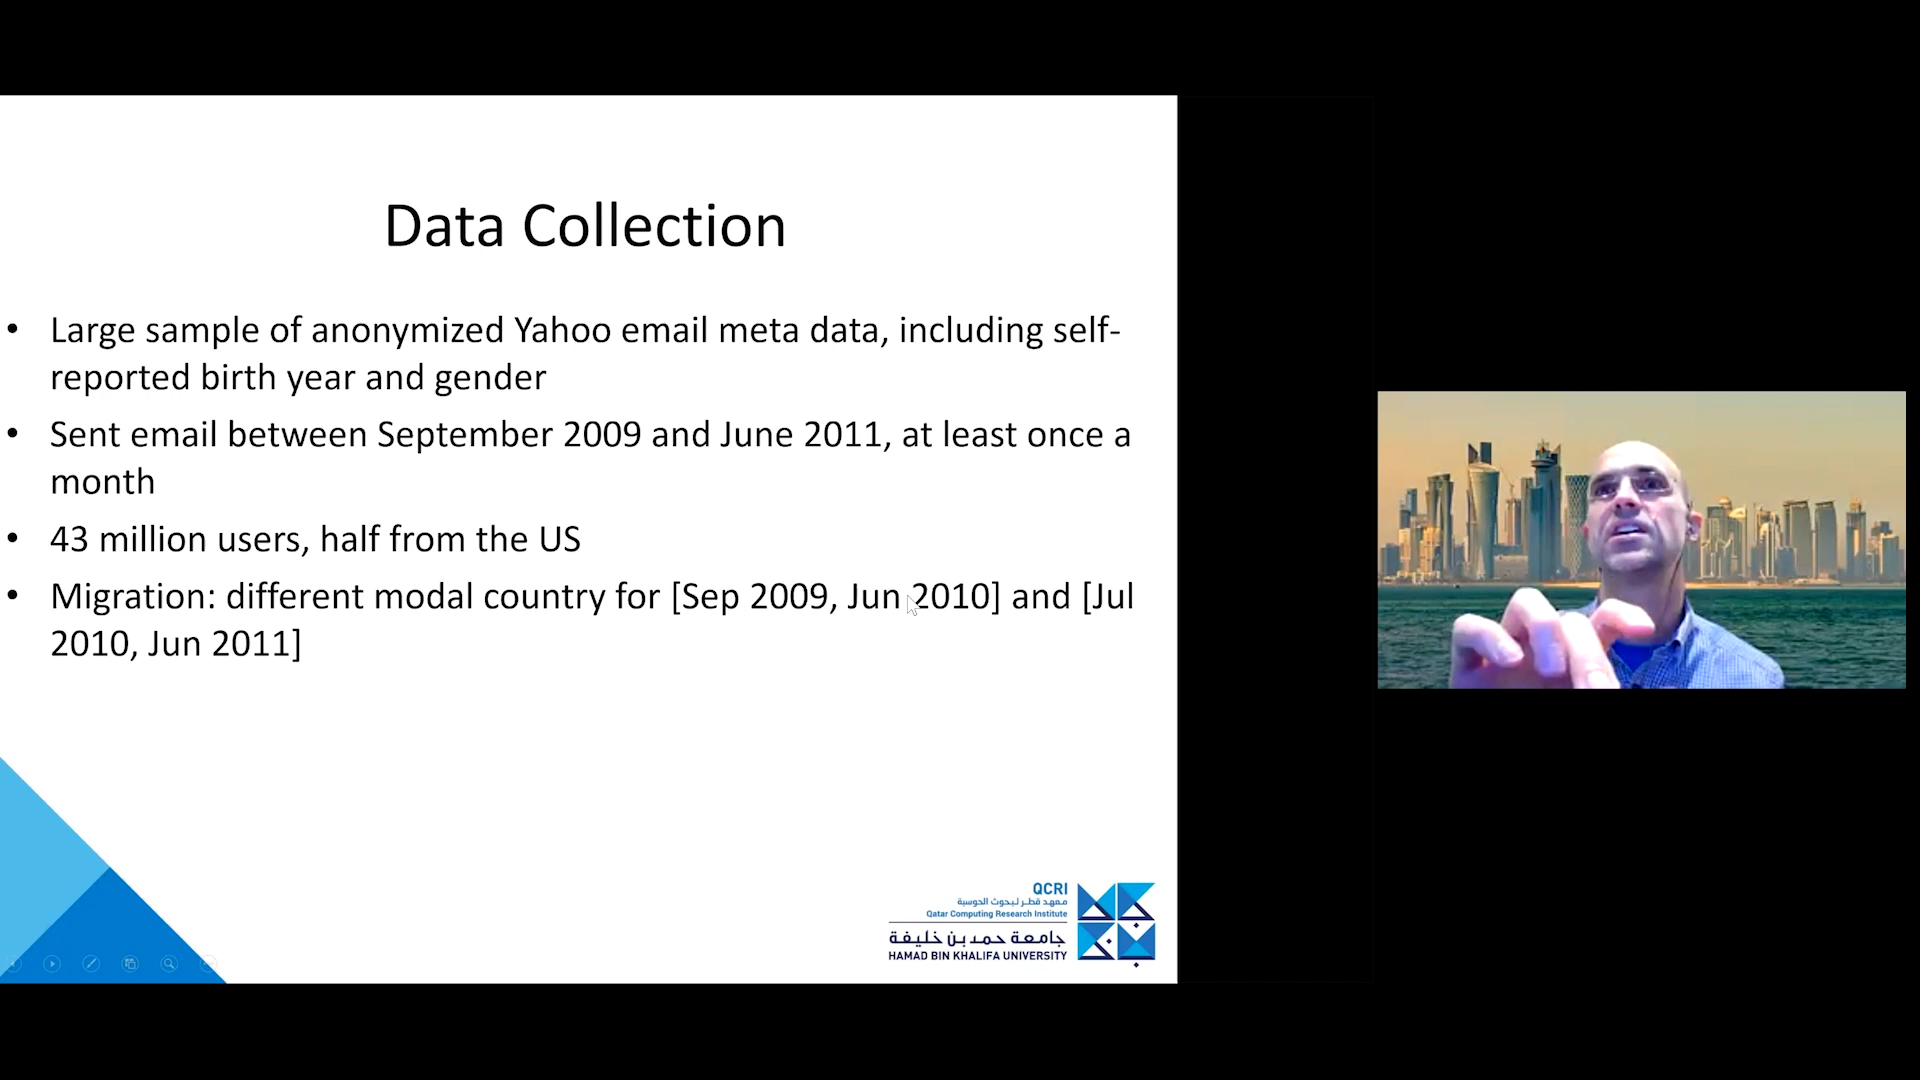 Data Collection
• Large sample of anonymized Yahoo email meta data, including self-
reported birth year and gender
• Sent email between September 2009 and June 2011, at least once a
month
• 43 million users, half from the US
• Migration: different modal country for [Sep 2009, Jun 2010] and [Jul
2010, Jun 2011]
QCRI
معهد قطر لبحوث الحوسبة
Qatar Computing Research Institute
جامعة حمد بن خليفة
HAMAD BIN KHALIFA UNIVERSITY